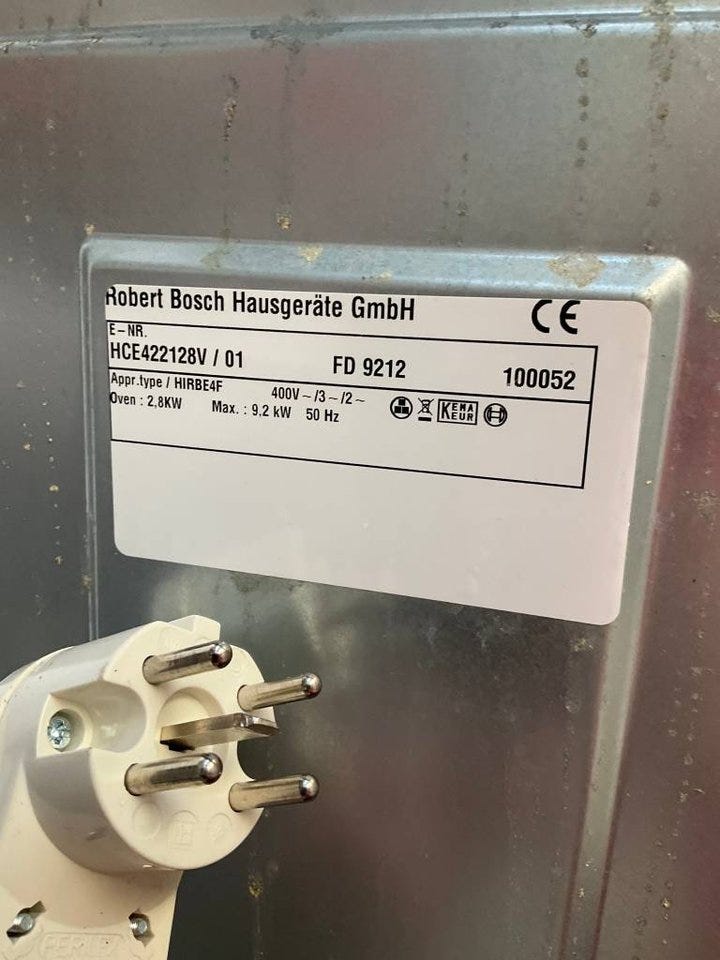 Robert Bosch Hausgeräte GmbH
CE
E-NR.
HCE422128V / 01
FD 9212
100052
Appr.type / HIRBE4F
400V ~ /3 ~ /2 ~
Oven : 2,8KW
Max. : 9.2 kW
50 Hz
KEMA
KEUR
PERILEX